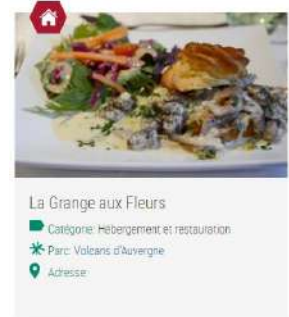 La Grange aux Fleurs
Catégorie: Hébergement et restauration
Parc: Volcans d'Auvergne
Adresse